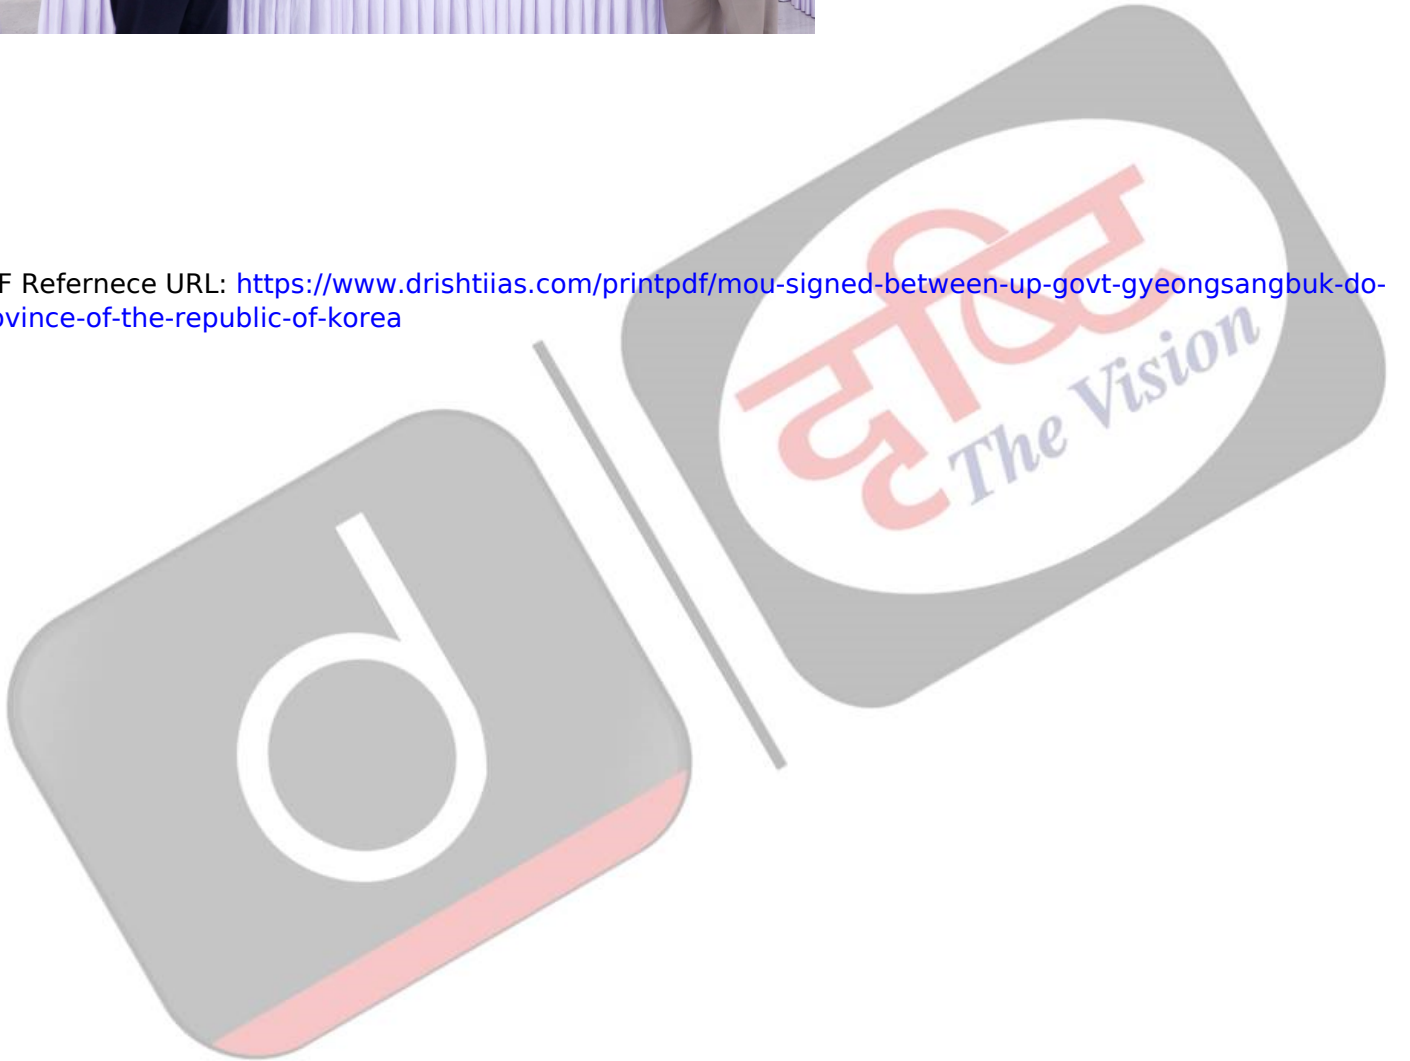 F Refernece URL: https://www.drishtiias.com/printpdf/mou-signed-between-up-govt-gyeongsangbuk-do-
ovince-of-the-republic-of-korea
दृष्टि
The Vision
d